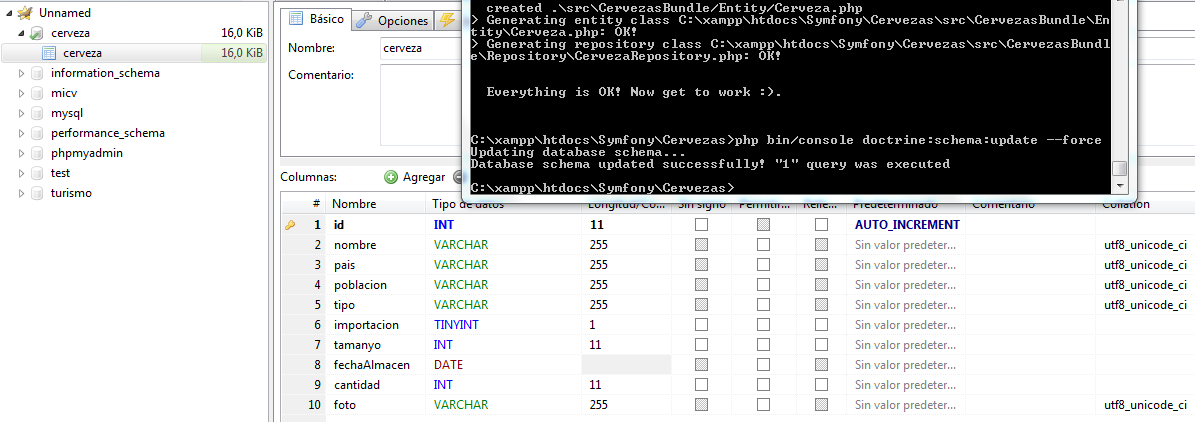 Unnamed
cerveza 16,0 KiB
cerveza 16,0 KiB
information_schema
micv
mysql
performance_schema
phpmyadmin
test
turismo
Básico Opciones
Nombre: cerveza
Comentario:
created .\src\CervezasBundle/Entity/Cerveza.php
> Generating entity class C:\xampp\htdocs\Symfony\Cervezas\src\CervezasBundle\En
tity\Cerveza.php: OK!
> Generating repository class C:\xampp\htdocs\Symfony\Cervezas\src\CervezasBundl
e\Repository\CervezaRepository.php: OK!
Everything is OK! Now get to work :).
C:\xampp\htdocs\Symfony\Cervezas>php bin/console doctrine:schema:update --force
Updating database schema...
Database schema updated successfully! "1" query was executed
C:\xampp\htdocs\Symfony\Cervezas>
Columnas: Agregar
# Nombre Tipo de datos Longitud/Co... Sin signo Permitir... Relle... Predeterminado Comentario Collation
1 id INT 11 AUTO_INCREMENT
2 nombre VARCHAR 255 Sin valor predeter... utf8_unicode_ci
3 pais VARCHAR 255 Sin valor predeter... utf8_unicode_ci
4 poblacion VARCHAR 255 Sin valor predeter... utf8_unicode_ci
5 tipo VARCHAR 255 Sin valor predeter... utf8_unicode_ci
6 importacion TINYINT 1 Sin valor predeter...
7 tamanyo INT 11 Sin valor predeter...
8 fechaAlmacen DATE Sin valor predeter...
9 cantidad INT 11 Sin valor predeter...
10 foto VARCHAR 255 Sin valor predeter... utf8_unicode_ci